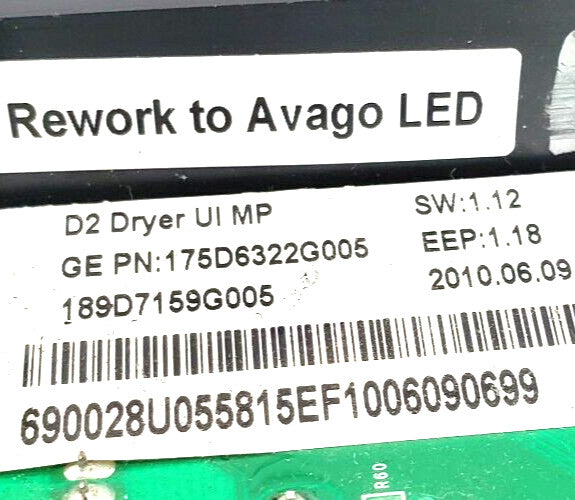 Rework to Avago LED
D2 Dryer UI MP
SW:1.12
GE PN:175D6322G005
EEP:1.18
189D7159G005
2010.06.09
690028U055815EF1006090699
R60